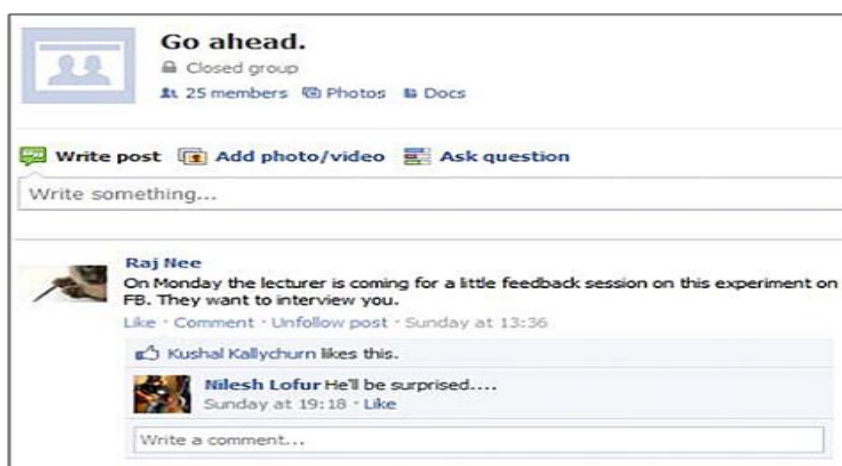 Go ahead.
Closed group
25 members Photos Docs
Write post Add photo/video Ask question
Write something...
Raj Nee
On Monday the lecturer is coming for a little feedback session on this experiment on
FB. They want to interview you.
Like · Comment · Unfollow post · Sunday at 13:36
Kushal Kallychurn likes this.
Nilesh Lofur He'll be surprised....
Sunday at 19:18 · Like
Write a comment...